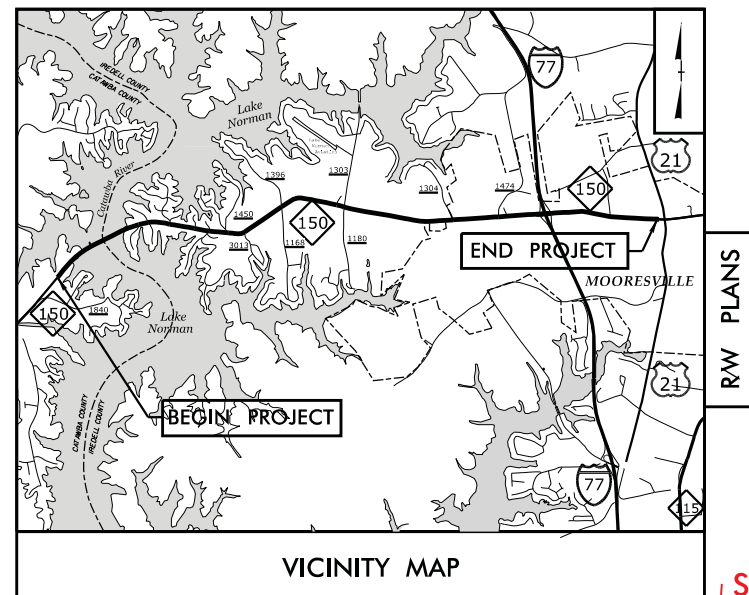 IREDELL COUNTY
CATAWBA COUNTY
Lake
Norman
77
21
Catawba River
1396
1303
1304
1474
150
1450
150
3013
1168
1180
END PROJECT
MOORESVILLE
150
1840
Lake
Norman
RW PLANS
21
BEGIN PROJECT
CATAWBA COUNTY
IREDELL COUNTY
77
115
VICINITY MAP
S